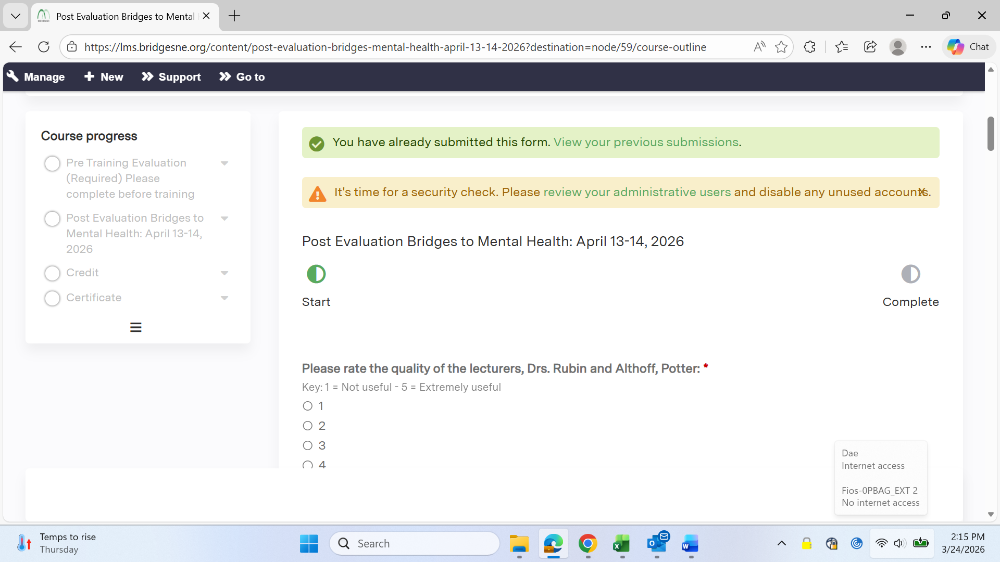 Post Evaluation Bridges to Mental
https://lms.bridgesne.org/content/post-evaluation-bridges-mental-health-april-13-14-2026?destination=node/59/course-outline
Chat
Manage
New
Support
Go to
Course progress
Pre Training Evaluation
(Required) Please
complete before training
Post Evaluation Bridges to
Mental Health: April 13-14,
2026
Credit
Certificate
You have already submitted this form. View your previous submissions.
It's time for a security check. Please review your administrative users and disable any unused accounts.
X
Post Evaluation Bridges to Mental Health: April 13-14, 2026
Start
Complete
Please rate the quality of the lecturers, Drs. Rubin and Althoff, Potter: *
Key: 1 = Not useful - 5 = Extremely useful
1
2
3
4
Dae
Internet access
Fios-0PBAG_EXT 2
No internet access
Temps to rise
Thursday
Search
2:15 PM
3/24/2026